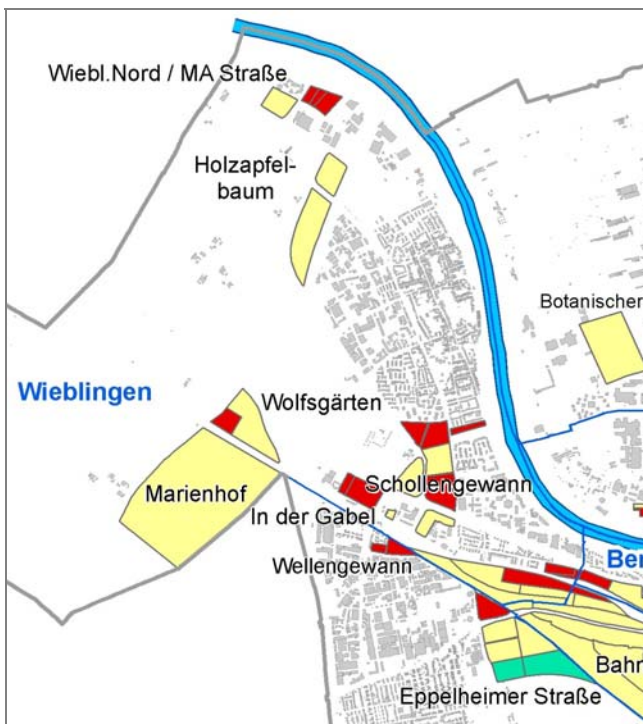 Wiebl.Nord / MA Straße
Holzapfel-
baum
Botanischer
Wieblingen
Wolfsgärten
Marienhof
Schollengewann
In der Gabel
Wellengewann
Ber
Bahn
Eppelheimer Straße